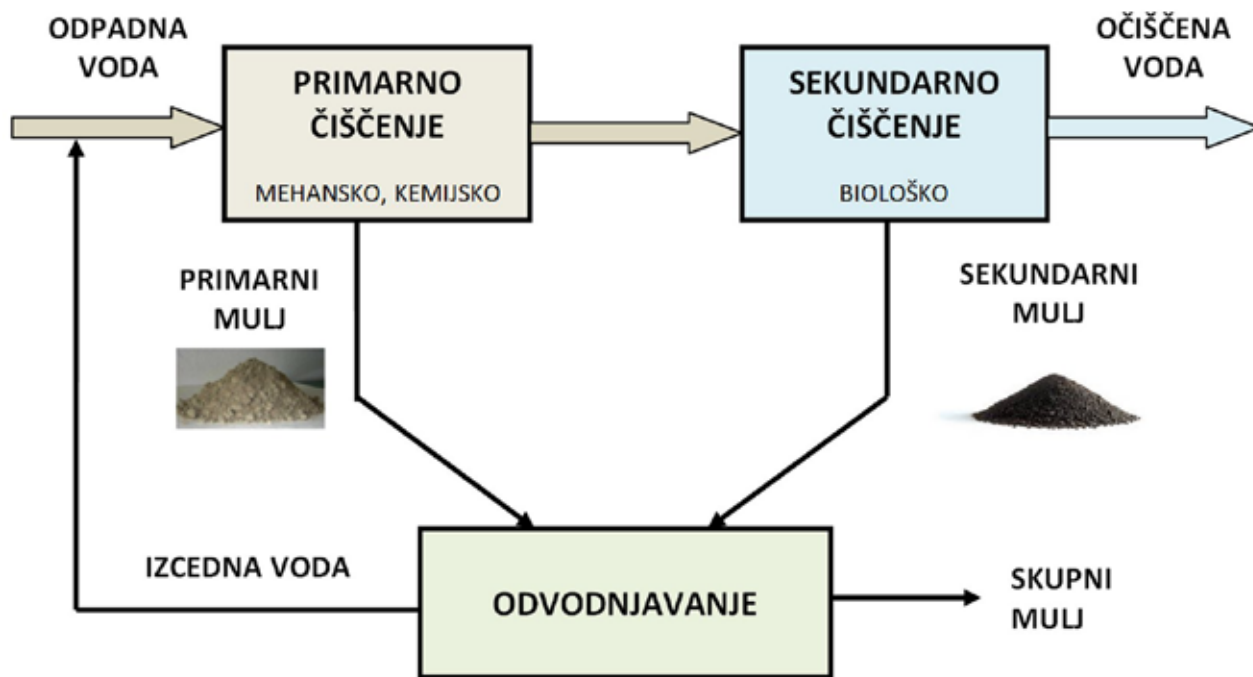 ODPADNA
VODA
PRIMARNO
ČIŠČENJE
MEHANSKO, KEMIJSKO
SEKUNDARNO
ČIŠČENJE
BIOLOŠKO
OČIŠČENA
VODA
PRIMARNI
MULJ
SEKUNDARNI
MULJ
IZCEDNA VODA
ODVODNJAVANJE
SKUPNI
MULJ